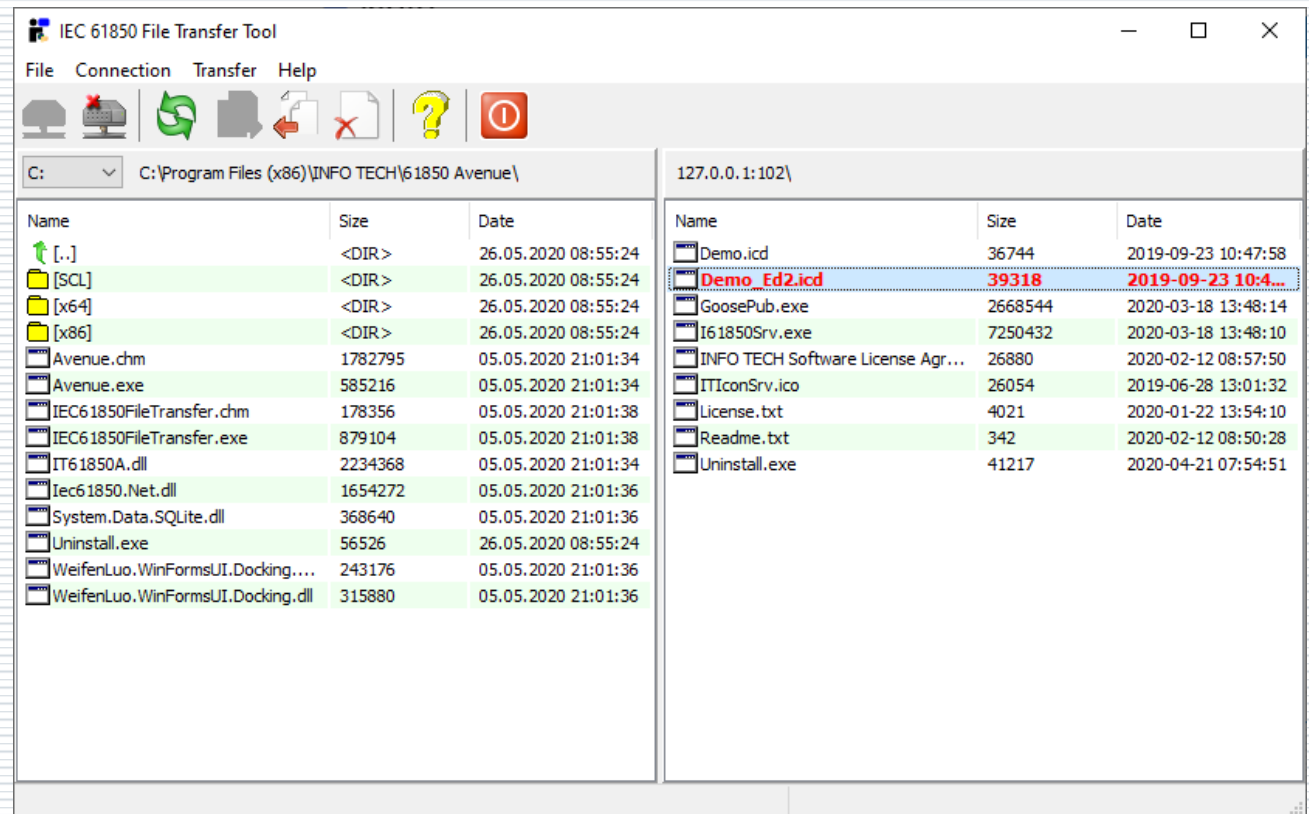 IEC 61850 File Transfer Tool
File Connection Transfer Help
C: C:\Program Files (x86)\INFO TECH\61850 Avenue\
Name Size Date
[..] <DIR> 26.05.2020 08:55:24
[SCL] <DIR> 26.05.2020 08:55:24
[x64] <DIR> 26.05.2020 08:55:24
[x86] <DIR> 26.05.2020 08:55:24
Avenue.chm 1782795 05.05.2020 21:01:34
Avenue.exe 585216 05.05.2020 21:01:34
IEC61850FileTransfer.chm 178356 05.05.2020 21:01:38
IEC61850FileTransfer.exe 879104 05.05.2020 21:01:38
IT61850A.dll 2234368 05.05.2020 21:01:34
Iec61850.Net.dll 1654272 05.05.2020 21:01:36
System.Data.SQLite.dll 368640 05.05.2020 21:01:36
Uninstall.exe 56526 26.05.2020 08:55:24
WeifenLuo.WinFormsUI.Docking.... 243176 05.05.2020 21:01:36
WeifenLuo.WinFormsUI.Docking.dll 315880 05.05.2020 21:01:36
127.0.0.1:102\
Name Size Date
Demo.icd 36744 2019-09-23 10:47:58
Demo_Ed2.icd 39318 2019-09-23 10:4...
GoosePub.exe 2668544 2020-03-18 13:48:14
I61850Srv.exe 7250432 2020-03-18 13:48:10
INFO TECH Software License Agr... 26880 2020-02-12 08:57:50
ITIconSrv.ico 26054 2019-06-28 13:01:32
License.txt 4021 2020-01-22 13:54:10
Readme.txt 342 2020-02-12 08:50:28
Uninstall.exe 41217 2020-04-21 07:54:51